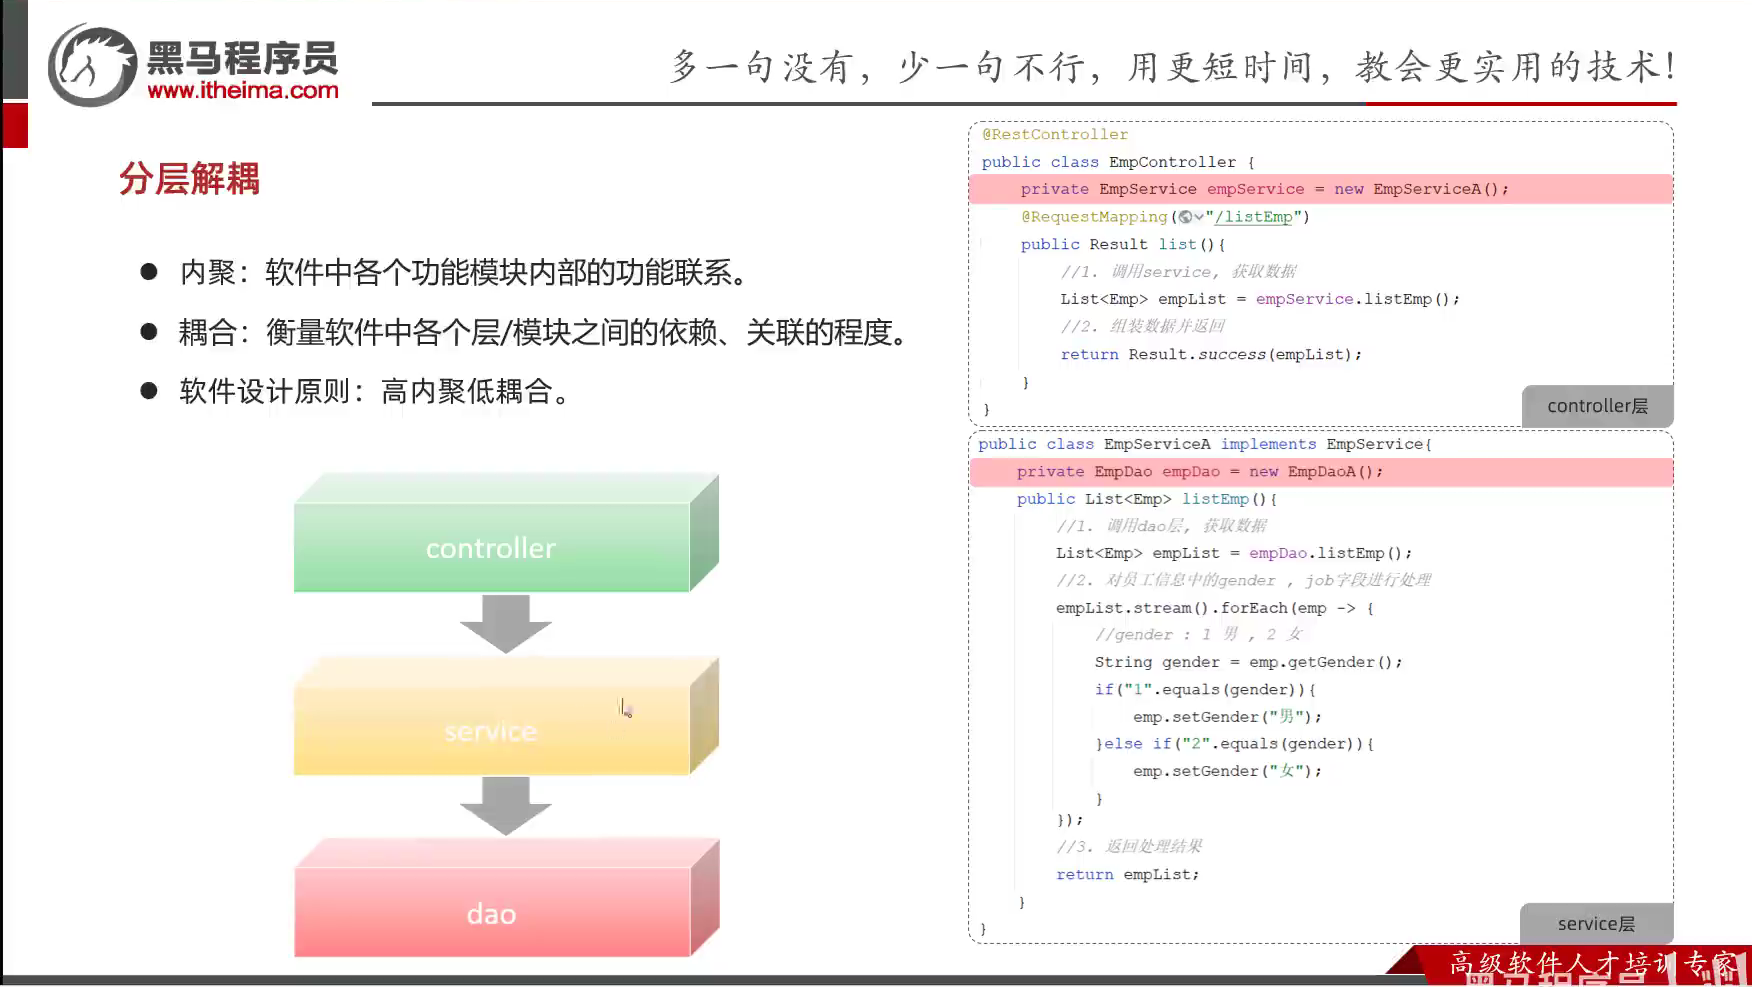 黑马程序员
www.itheima.com
多一句没有，少一句不行，用更短时间，教会更实用的技术！
分层解耦
● 内聚：软件中各个功能模块内部的功能联系。
● 耦合：衡量软件中各个层/模块之间的依赖、关联的程度。
● 软件设计原则：高内聚低耦合。
controller
service
dao
@RestController
public class EmpController {
private EmpService empService = new EmpServiceA();
@RequestMapping("/listEmp")
public Result list(){
//1. 调用service, 获取数据
List<Emp> empList = empService.listEmp();
//2. 组装数据并返回
return Result.success(empList);
}
}
controller层
public class EmpServiceA implements EmpService{
private EmpDao empDao = new EmpDaoA();
public List<Emp> listEmp(){
//1. 调用dao层, 获取数据
List<Emp> empList = empDao.listEmp();
//2. 对员工信息中的gender , job字段进行处理
empList.stream().forEach(emp -> {
//gender : 1 男 , 2 女
String gender = emp.getGender();
if("1".equals(gender)){
emp.setGender("男");
}else if("2".equals(gender)){
emp.setGender("女");
}
});
//3. 返回处理结果
return empList;
}
}
service层
高级软件人才培训专家